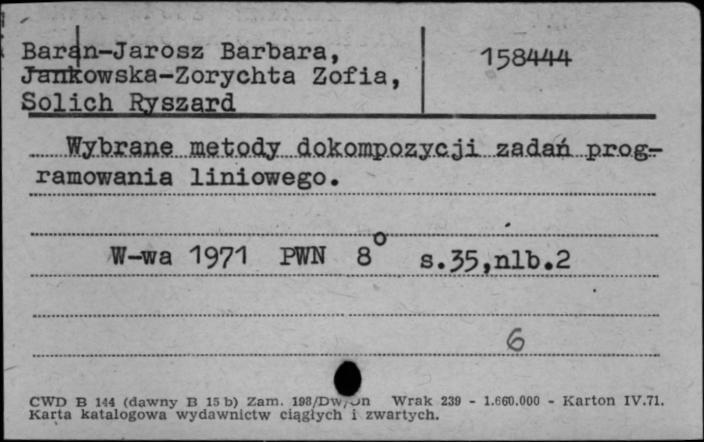 Baran-Jarosz Barbara,
158444
Jankowska-Zorychta Zofia,
Solich Ryszard
Wybrane metody dokompozycji zadań prog-
ramowania liniowego.
W-wa 1971 PWN 8° s.35,nlb.2
6
CWD B 144 (dawny B 15 b) Zam. 198/Dw/Jn Wrak 239 - 1.660.000 - Karton IV.71.
Karta katalogowa wydawnictw ciągłych i zwartych.